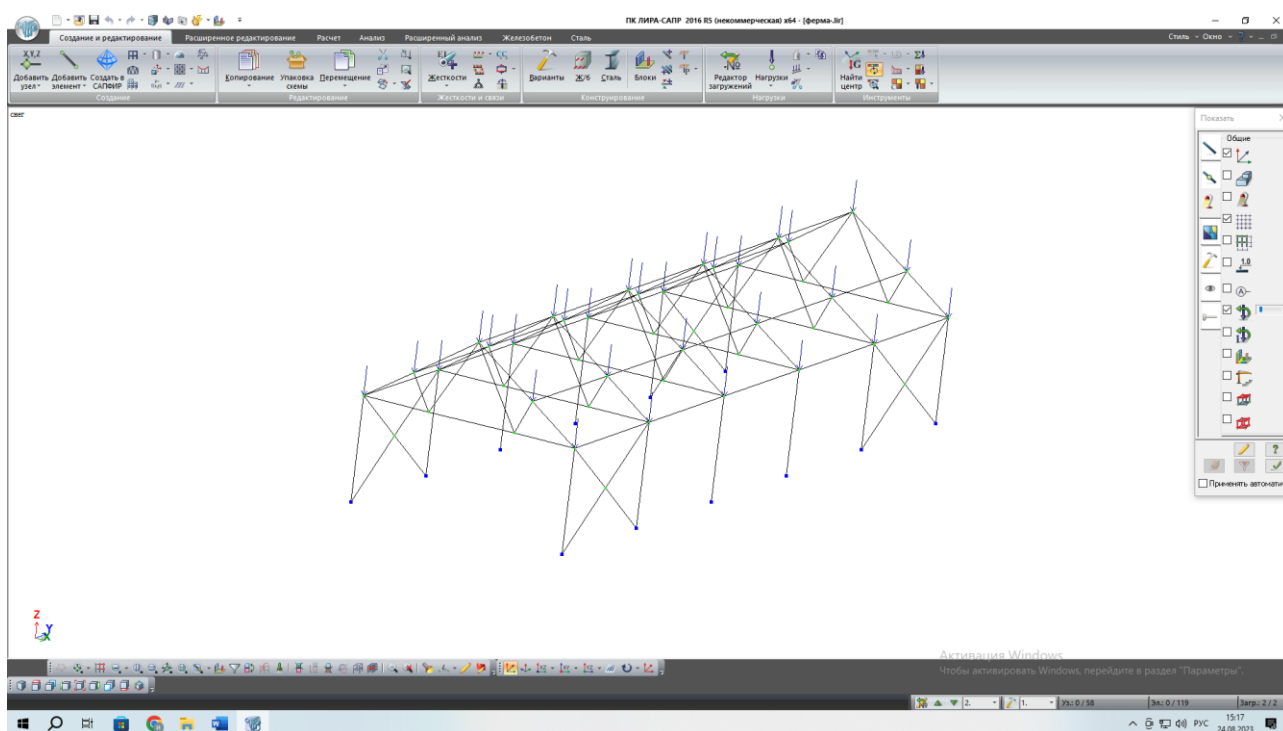 ПК ЛИРА-САПР 2016 R5 (некоммерческая) x64 - [ферма-.lir]
Создание и редактирование Расширенное редактирование Расчет Анализ Расширенный анализ Железобетон Сталь
Стиль Окно
X,Y,Z
Добавить узел
Добавить элемент
Создать в САПФИР
Копирование
Упаковка схемы
Перемещение
Жесткости
Варианты
Ж/б
Сталь
Блоки
Редактор загружений
Нагрузки
Найти центр
Создание Редактирование Жесткости и связи Конструирование Нагрузки Инструменты
снег
Показать
Общие
1.0
A
Применять автомати
Z
Y
X
Активация Windows
Чтобы активировать Windows, перейдите в раздел "Параметры".
2. 1. Уз.: 0 / 58 Эл.: 0 / 119 Загр.: 2 / 2
РУС
15:17
24.08.2023